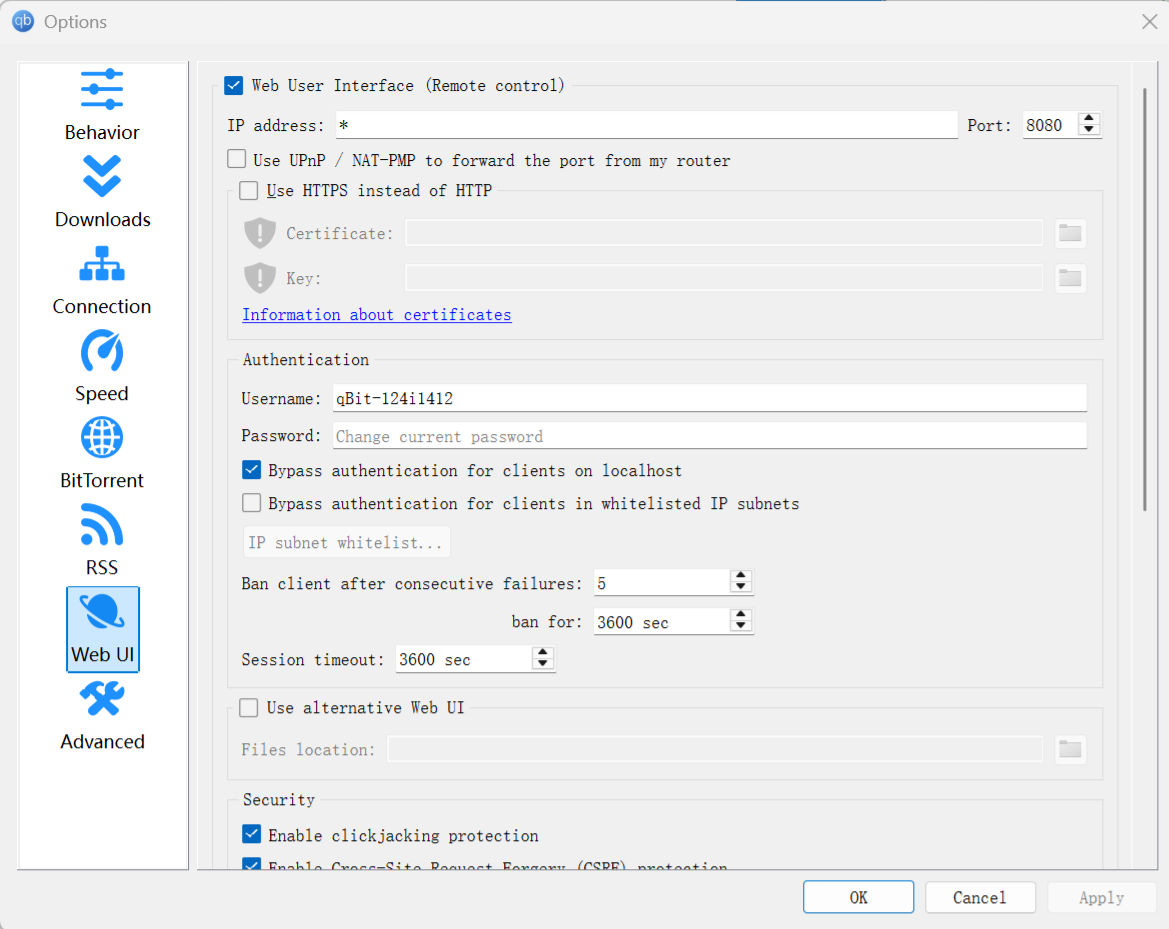 qb Options
Behavior
Downloads
Connection
Speed
BitTorrent
RSS
Web UI
Advanced
Web User Interface (Remote control)
IP address: * Port: 8080
Use UPnP / NAT-PMP to forward the port from my router
Use HTTPS instead of HTTP
Certificate:
Key:
Information about certificates
Authentication
Username: qBit-124i1412
Password: Change current password
Bypass authentication for clients on localhost
Bypass authentication for clients in whitelisted IP subnets
IP subnet whitelist...
Ban client after consecutive failures: 5
ban for: 3600 sec
Session timeout: 3600 sec
Use alternative Web UI
Files location:
Security
Enable clickjacking protection
Enable Cross-Site Request Forgery (CSRF) protection
OK Cancel Apply